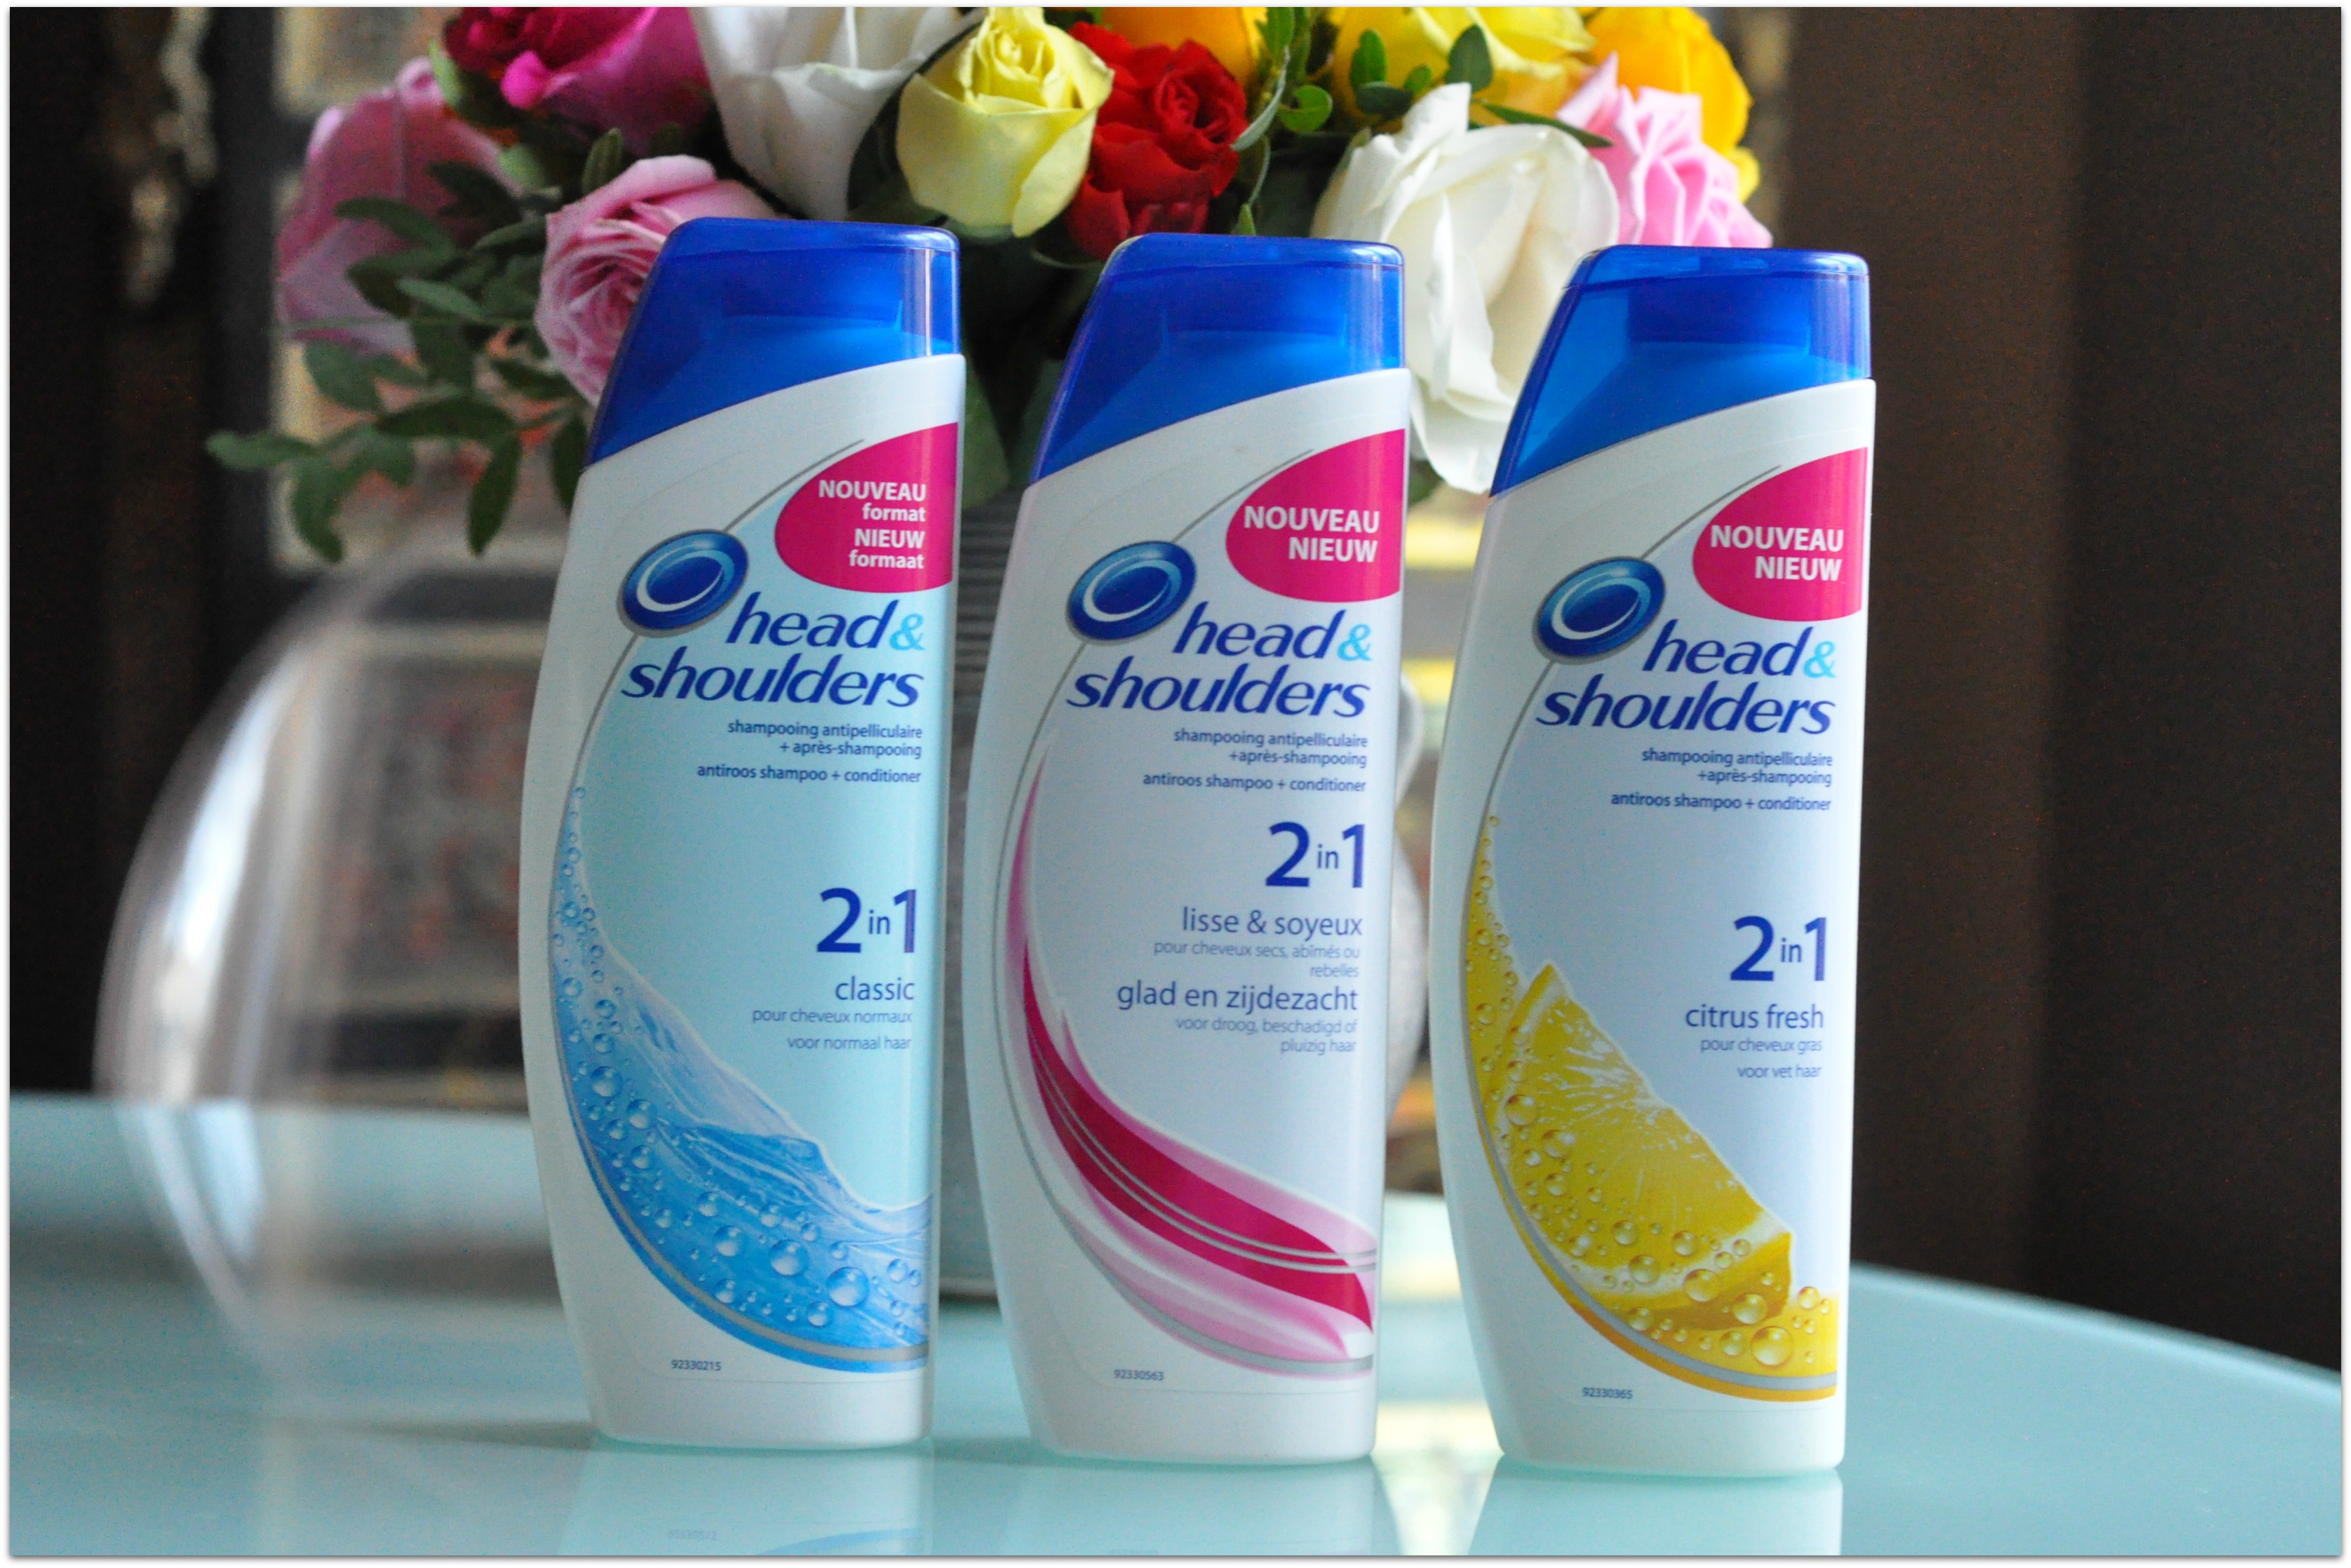 NOUVEAU
format
NIEUW
formaat
head&
shoulders
shampooing antipelliculaire
+ après-shampooing
antiroos shampoo + conditioner
2in1
classic
pour cheveux normaux
voor normaal haar
92330215
NOUVEAU
NIEUW
head&
shoulders
shampooing antipelliculaire
+après-shampooing
antiroos shampoo + conditioner
2in1
lisse & soyeux
pour cheveux secs, abîmés ou
rebelles
glad en zijdezacht
voor droog, beschadigd of
pluizig haar
92330563
NOUVEAU
NIEUW
head&
shoulders
shampooing antipelliculaire
+après-shampooing
antiroos shampoo + conditioner
2in1
citrus fresh
pour cheveux gras
voor vet haar
92330365